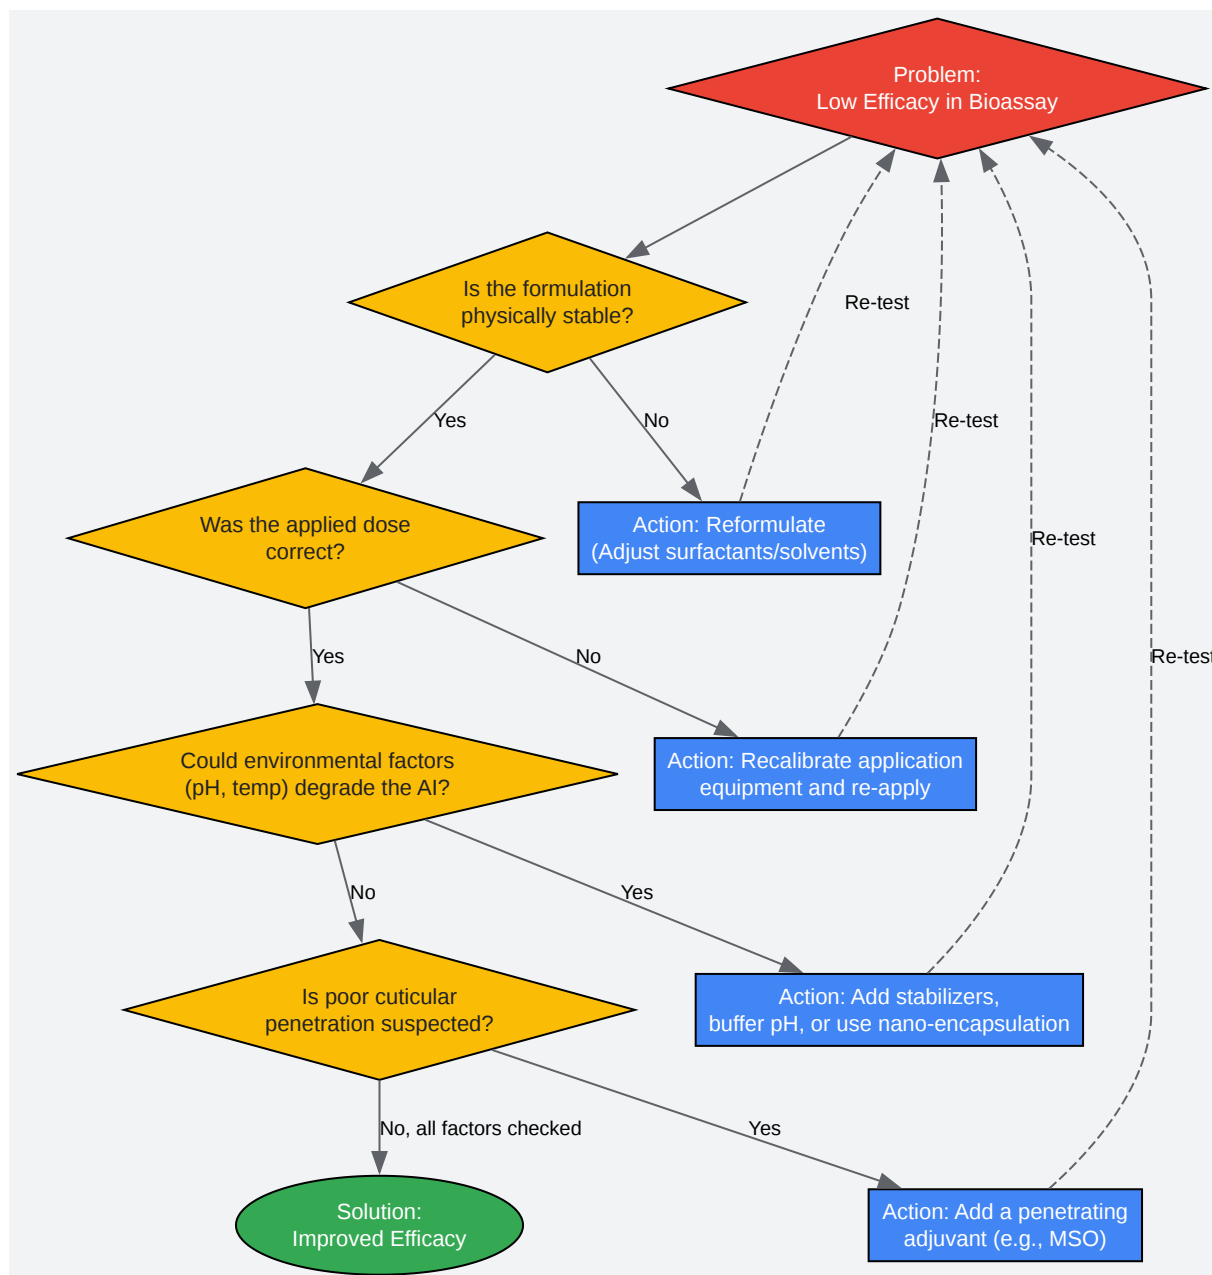 Problem:
Low Efficacy in Bioassay
Is the formulation
physically stable?
Re-test
Yes
No
Re-test
Was the applied dose
correct?
Action: Reformulate
(Adjust surfactants/solvents)
Re-test
Yes
No
Re-test
Could environmental factors
(pH, temp) degrade the AI?
Action: Recalibrate application
equipment and re-apply
No
Yes
Is poor cuticular
penetration suspected?
Action: Add stabilizers,
buffer pH, or use nano-encapsulation
No, all factors checked
Yes
Solution:
Improved Efficacy
Action: Add a penetrating
adjuvant (e.g., MSO)